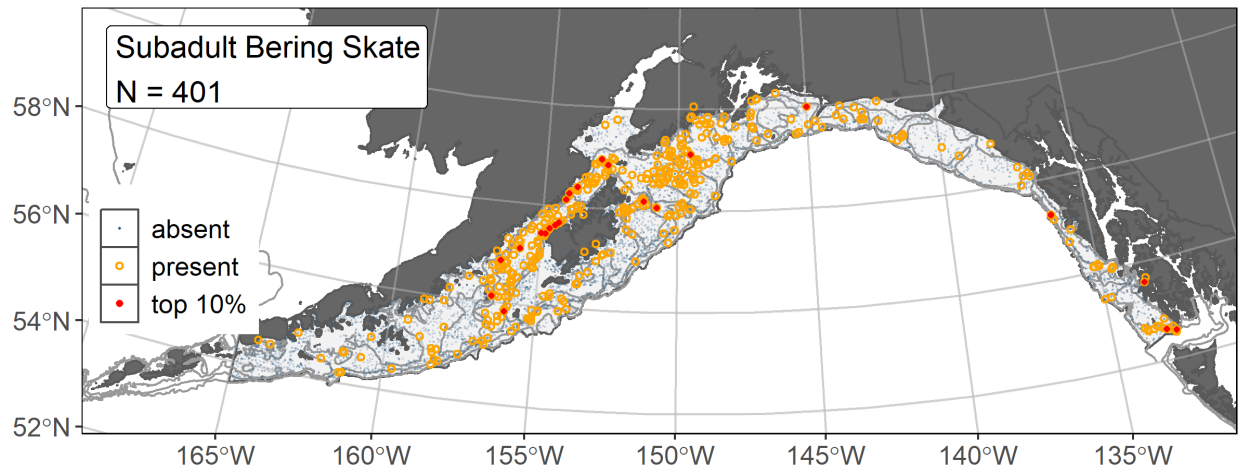 Subadult Bering Skate
N = 401
58°N
56°N
54°N
52°N
absent
present
top 10%
165°W
160°W
155°W
150°W
145°W
140°W
135°W